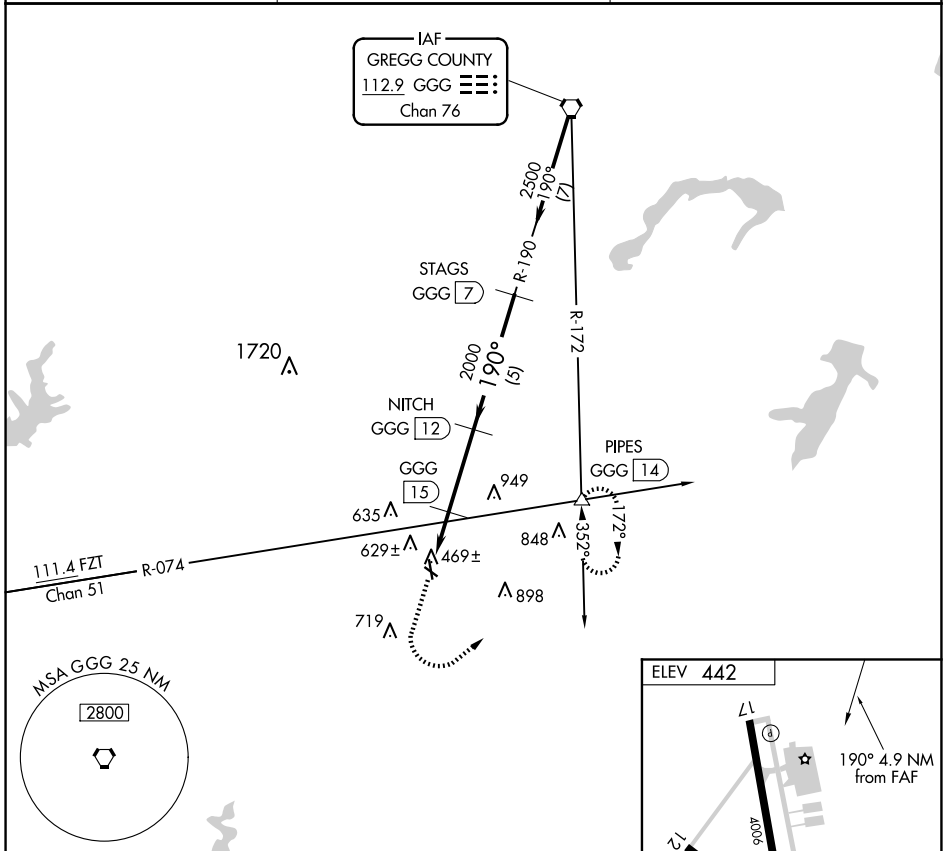 IAF
GREGG COUNTY
112.9 GGG
Chan 76
2500
190°
(7)
R-190
STAGS
GGG 7
R-172
1720
2000
190°
(5)
NITCH
GGG 12
PIPES
GGG 14
GGG
15
949
635
629±
469±
848
352°
172°
111.4 FZT
Chan 51
R-074
898
719
MSA GGG 25 NM
2800
ELEV 442
17
P
190° 4.9 NM
from FAF
4006
12